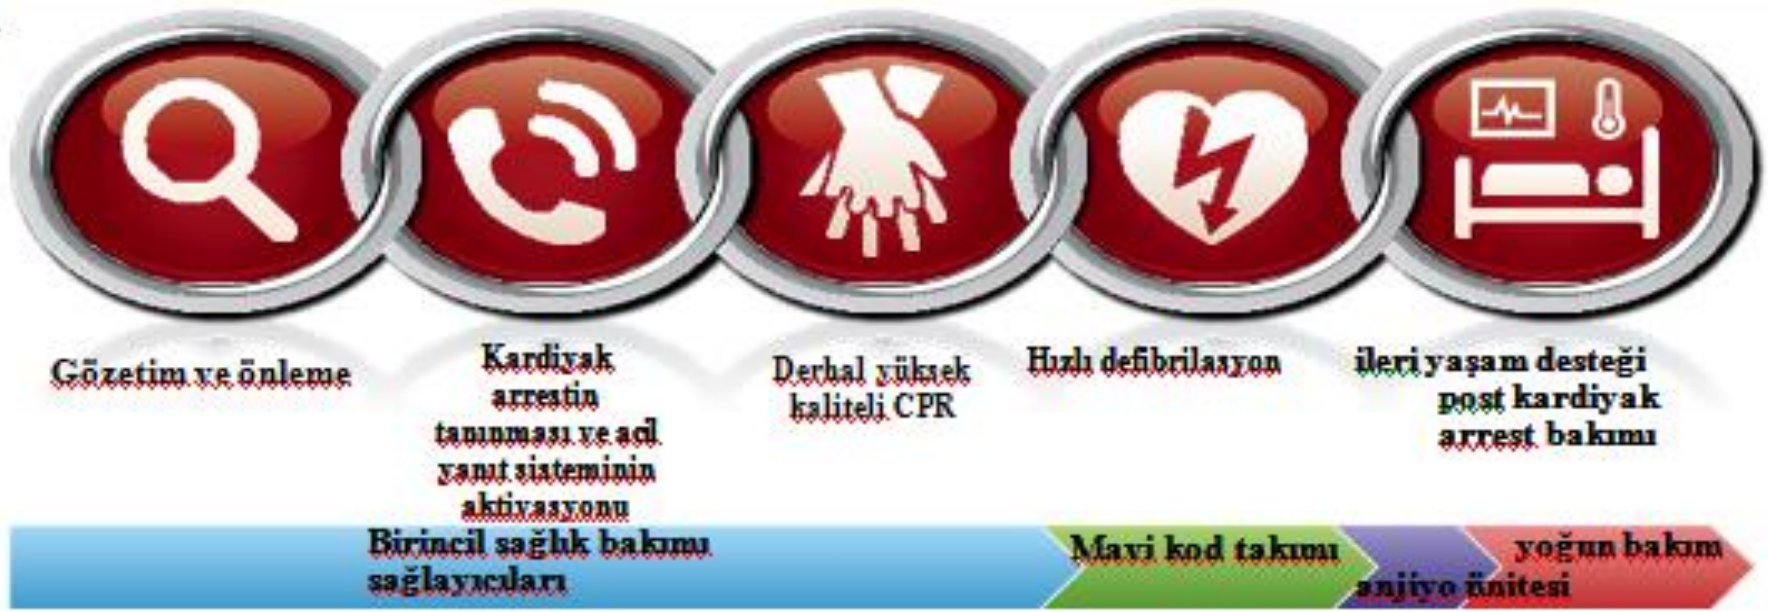 Gözetim ve önleme
Kardiyak
arrestin
tanınması ve acil
yanıt sisteminin
aktivasyonu
Derhal yüksek
kaliteli CPR
Hızlı defibrilasyon
ileri yaşam desteği
post kardiyak
arrest bakımı
Birincil sağlık bakımı
sağlayıcıları
Mavi kod takımı
anjiyo ünitesi
yoğun bakım